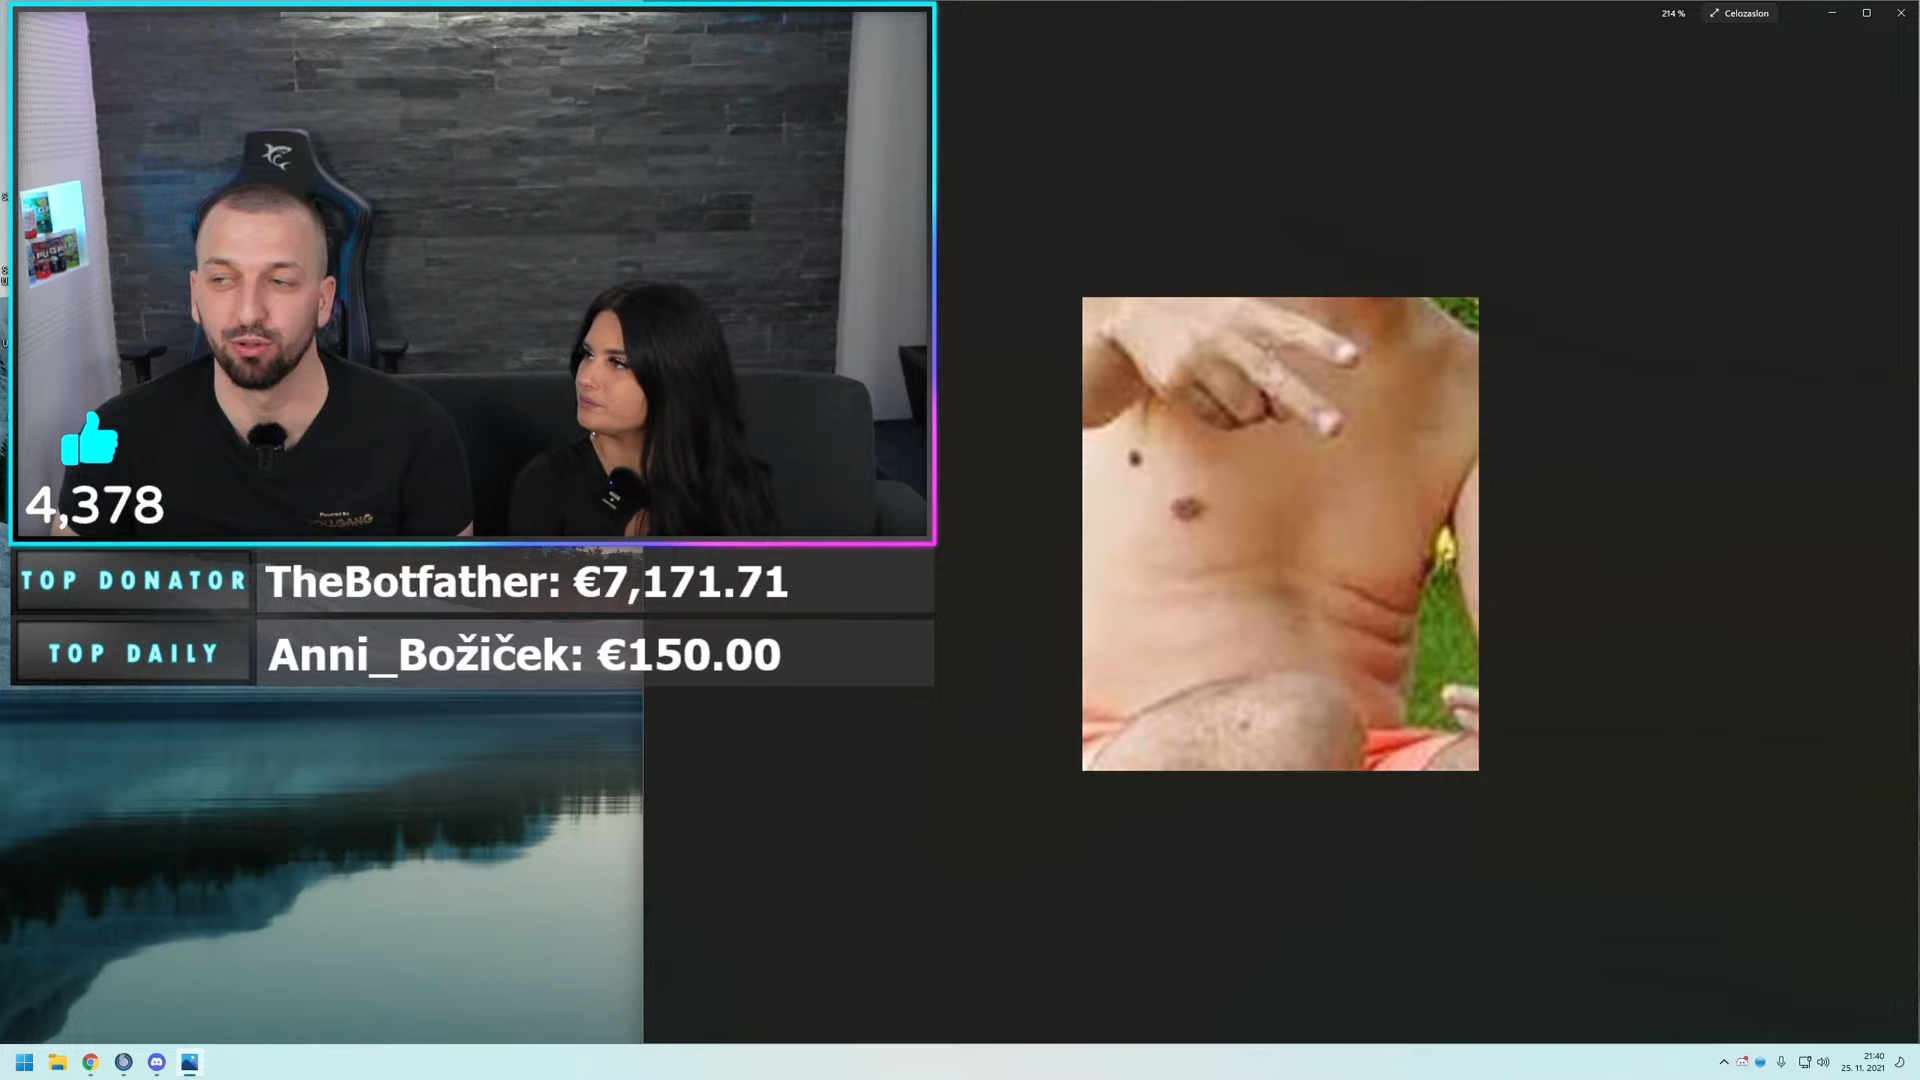 214 %
Celozaslon
4,378
TOP DONATOR
TheBotfather: €7,171.71
TOP DAILY
Anni_Božiček: €150.00
21:40
25. 11. 2021